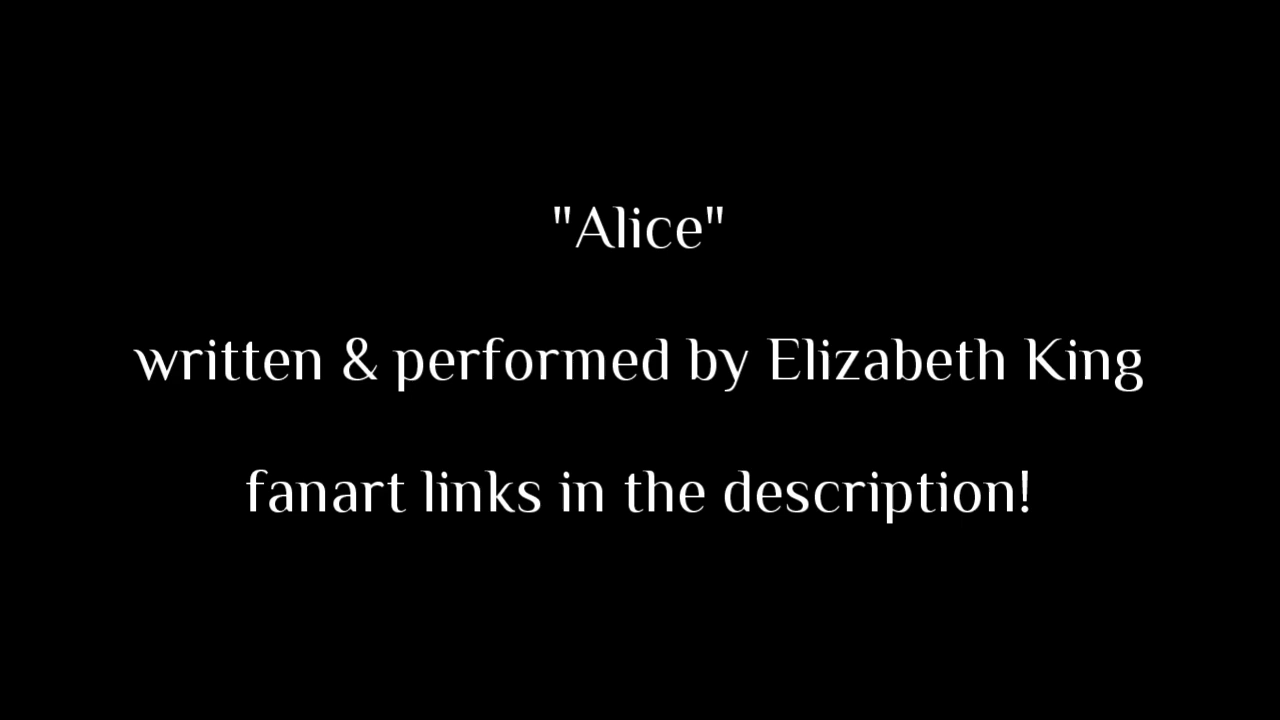 "Alice"
written & performed by Elizabeth King
fanart links in the description!